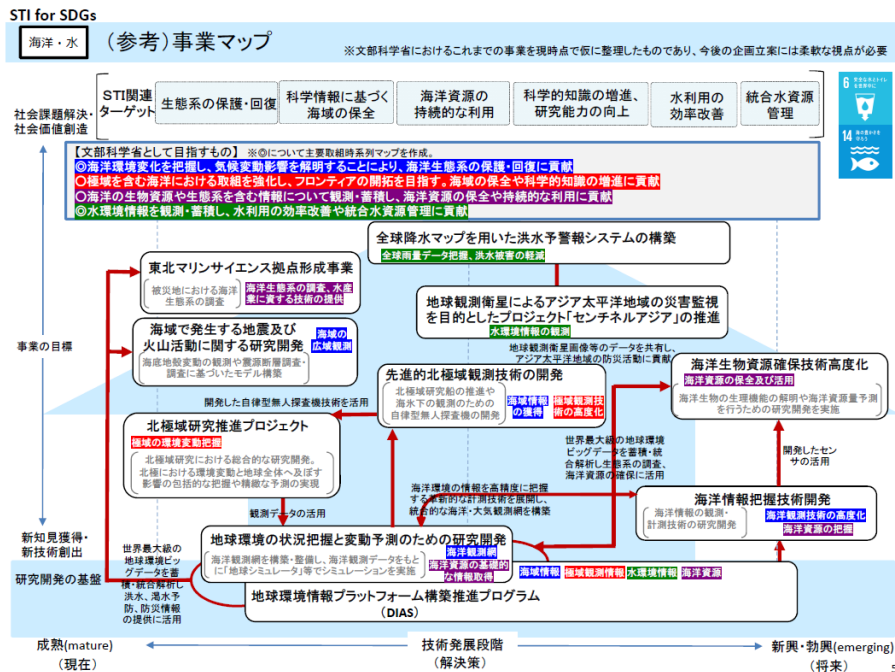 STI for SDGs
海洋・水
(参考)事業マップ
※文部科学省におけるこれまでの事業を現時点で仮に整理したものであり、今後の企画立案には柔軟な視点が必要
社会課題解決・
社会価値創造
STI関連
ターゲット
生態系の保護・回復
科学情報に基づく
海域の保全
海洋資源の
持続的な利用
科学的知識の増進、
研究能力の向上
水利用の
効率改善
統合水資源
管理
6
安全な水とトイレ
を世界中に
14
海の豊かさを
守ろう
【文部科学省として目指すもの】 ※◎について主要取組時系列マップを作成。
◎海洋環境変化を把握し、気候変動影響を解明することにより、海洋生態系の保護・回復に貢献
〇極域を含む海洋における取組を強化し、フロンティアの開拓を目指す。海域の保全や科学的知識の増進に貢献
〇海洋の生物資源や生態系を含む情報について観測・蓄積し、海洋資源の保全や持続的な利用に貢献
◎水環境情報を観測・蓄積し、水利用の効率改善や統合水資源管理に貢献
全球降水マップを用いた洪水予警報システムの構築
全球雨量データ把握、洪水被害の軽減
東北マリンサイエンス拠点形成事業
被災地における海洋
生態系の調査
海洋生態系の調査、水産
業に資する技術の提供
地球観測衛星によるアジア太平洋地域の災害監視
を目的としたプロジェクト「センチネルアジア」の推進
水環境情報の観測
事業の目標
海域で発生する地震及び
火山活動に関する研究開発
海域の
広域観測
海底地殻変動の観測や震源断層調査・
調査に基づいたモデル構築
地球観測衛星画像等のデータを共有し、
アジア太平洋地域の防災活動に貢献
先進的北極域観測技術の開発
北極域研究船の推進や
海氷下の観測のための
自律型無人探査機の開発
海域情報
の獲得
極域観測技
術の高度化
海洋生物資源確保技術高度化
海洋資源の保全及び活用
海洋生物の生理機能の解明や海洋資源量予測
を行うための研究開発を実施
開発した自律型無人探査機技術を活用
北極域研究推進プロジェクト
極域の環境変動把握
北極域研究における総合的な研究開発。
北極における環境変動と地球全体へ及ぼす
影響の包括的な把握や精緻な予測の実現
世界最大級の地球環境
ビッグデータを蓄積・統
合解析し生態系の調査、
海洋資源の確保に活用
開発したセン
サの活用
海洋環境の情報を高精度に把握
する革新的な計測技術を展開し、
統合的な海洋・大気観測網を構築
海洋情報把握技術開発
海洋情報の観測・
計測技術の研究開発
海洋観測技術の高度化
海洋資源の把握
観測データの活用
新知見獲得・
新技術創出
地球環境の状況把握と変動予測のための研究開発
海洋観測網を構築・整備し、海洋観測データをもと
に「地球シミュレータ」等でシミュレーションを実施
海洋観測網
海洋資源の基礎的
な情報取得
世界最大級の
地球環境ビッ
グデータを蓄
積・統合解析し
洪水、渇水予
防、防災情報
の提供に活用
研究開発の基盤
海域情報
極域観測情報
水環境情報
海洋資源
地球環境情報プラットフォーム構築推進プログラム
(DIAS)
成熟(mature)
(現在)
技術発展段階
(解決策)
新興・勃興(emerging)
(将来)